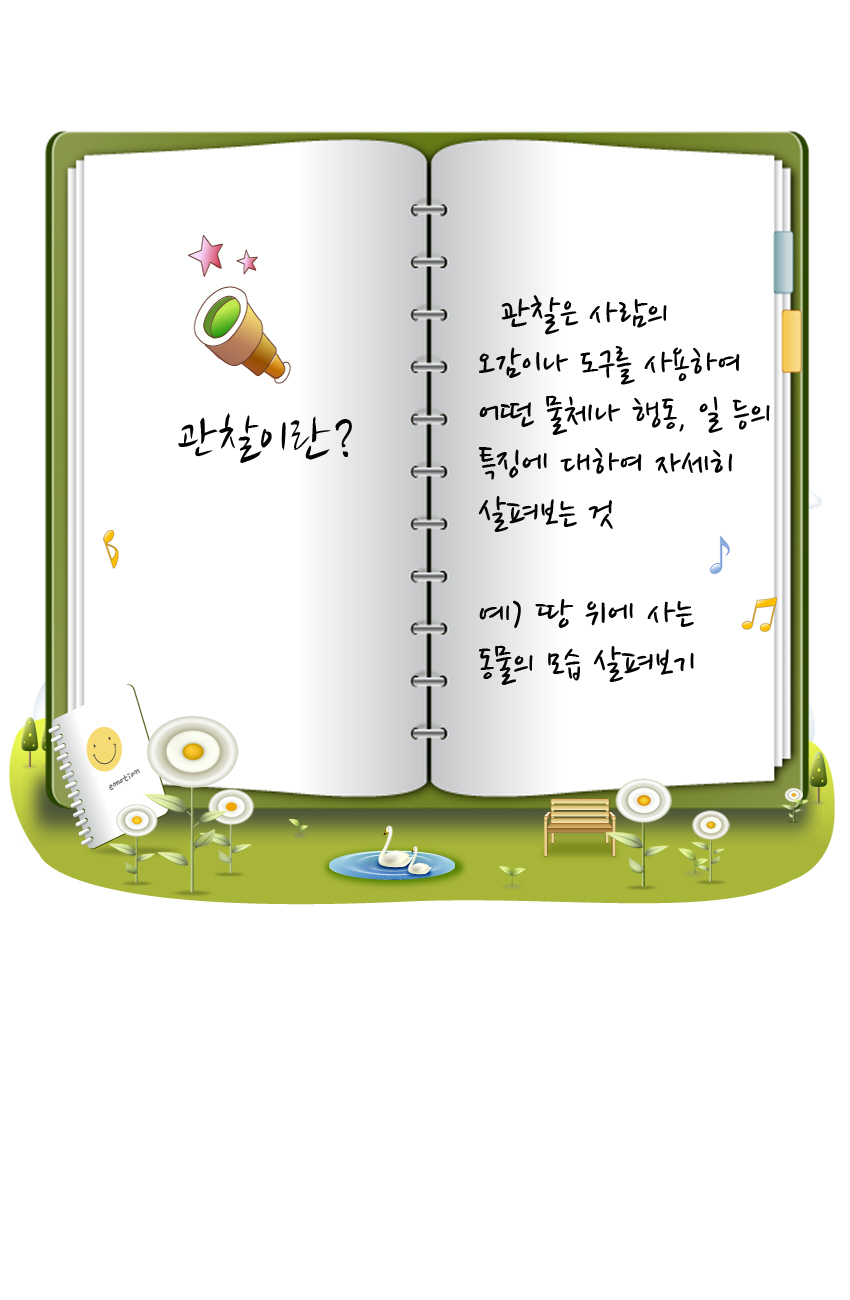 관찰이란?
관찰은 사람의
오감이나 도구를 사용하여
어떤 물체나 행동, 일 등의
특징에 대하여 자세히
살펴보는 것
예) 땅 위에 사는
동물의 모습 살펴보기
emotion